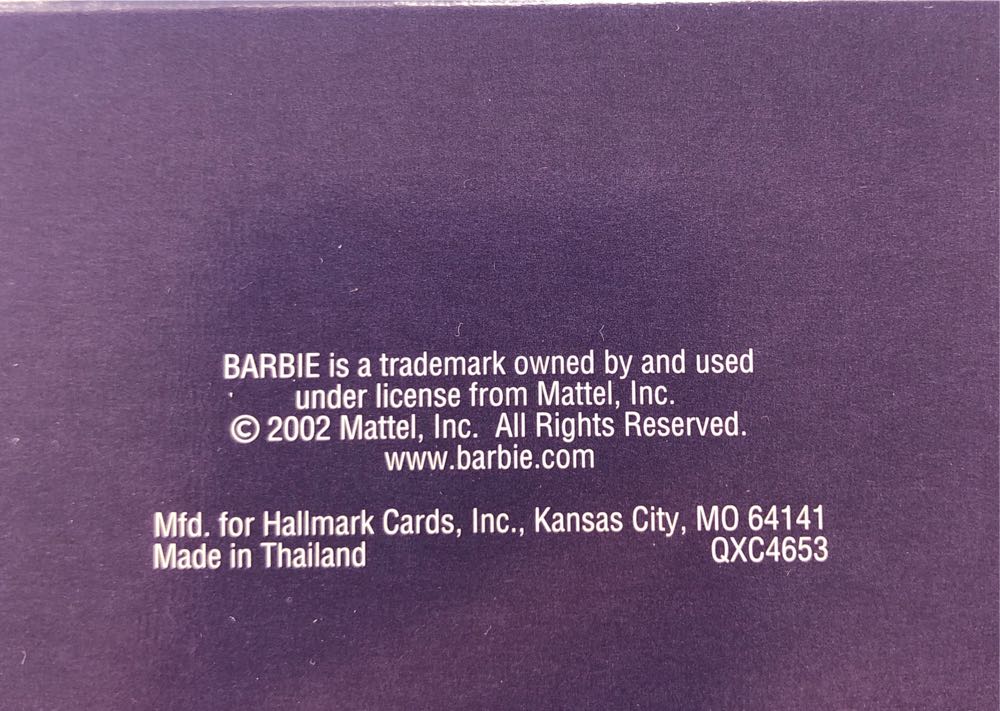 BARBIE is a trademark owned by and used
under license from Mattel, Inc.
© 2002 Mattel, Inc. All Rights Reserved.
www.barbie.com
Mfd. for Hallmark Cards, Inc., Kansas City, MO 64141
Made in Thailand QXC4653